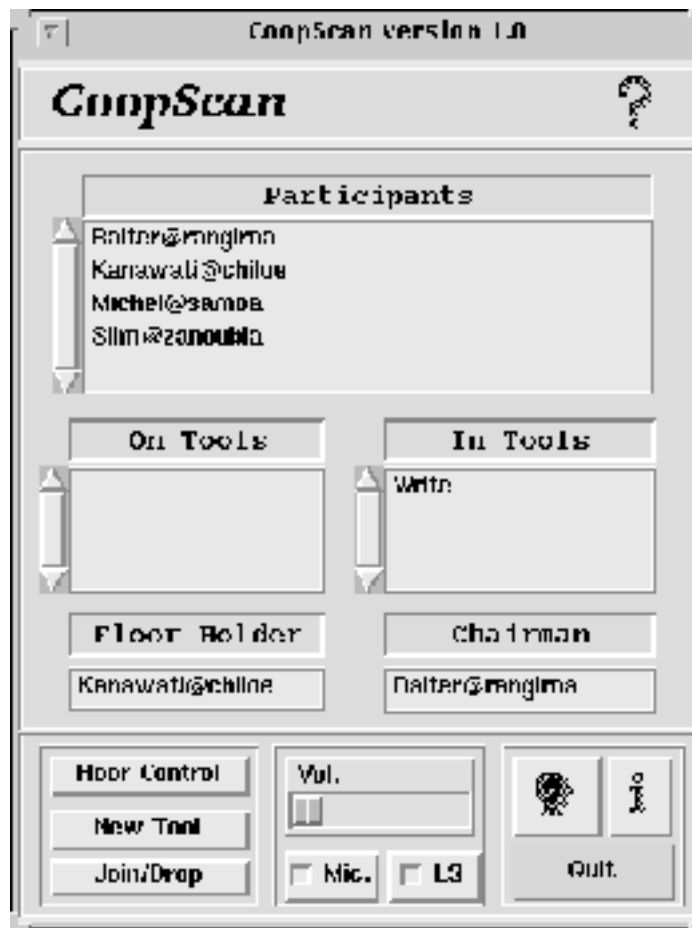 CoopScan version 1.0
CoopScan
?
Participants
Balter@rangiroa
Kanawati@chiloe
Michel@samoa
Slim@zanoubia
On Tools
In Tools
Write
Floor Holder
Chairman
Kanawati@chiloe
Balter@rangiroa
Floor Control
Vol.
New Tool
i
Join/Drop
Mic.
LS
Quit